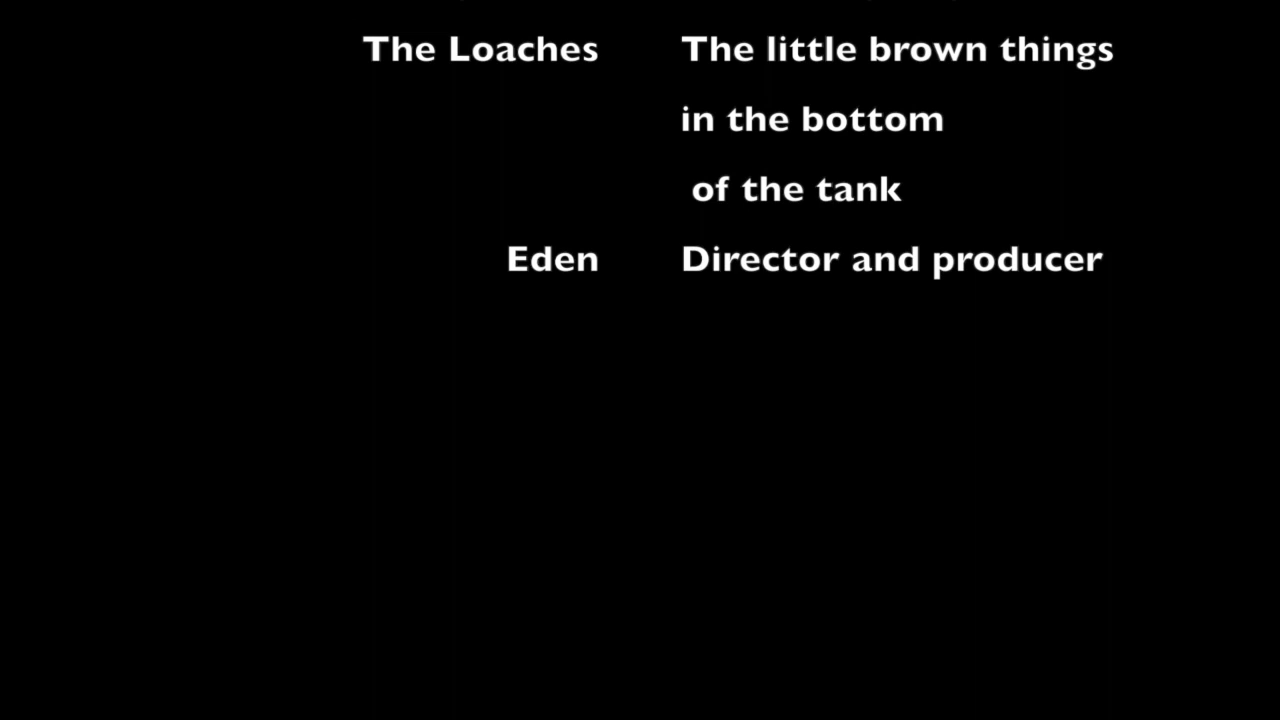 The Loaches The little brown things
in the bottom
of the tank
Eden Director and producer